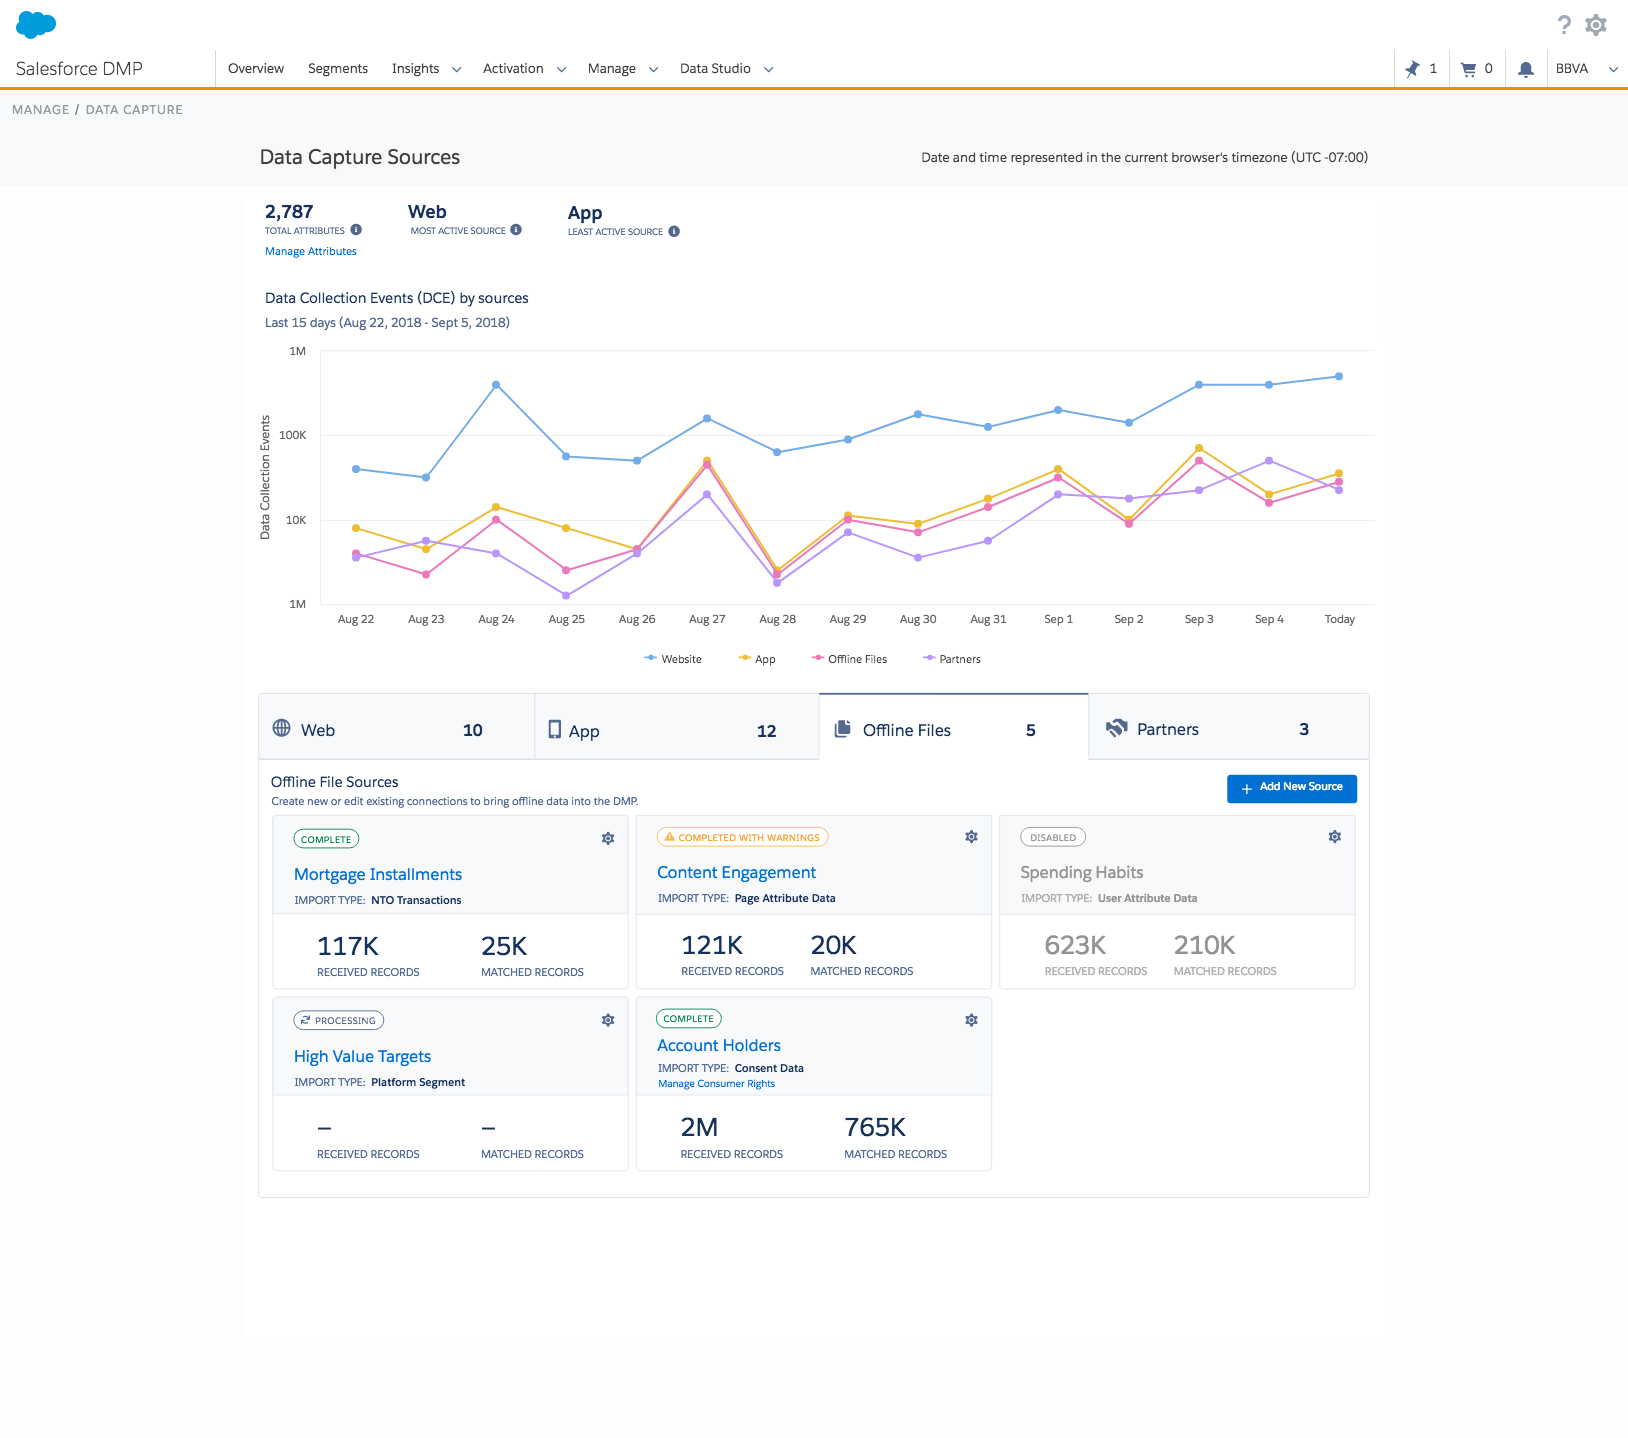 ?
Salesforce DMP
Overview Segments Insights Activation Manage Data Studio
1 0 BBVA
MANAGE / DATA CAPTURE
Data Capture Sources
Date and time represented in the current browser's timezone (UTC -07:00)
2,787 Web App
TOTAL ATTRIBUTES i MOST ACTIVE SOURCE i LEAST ACTIVE SOURCE i
Manage Attributes
Data Collection Events (DCE) by sources
Last 15 days (Aug 22, 2018 - Sept 5, 2018)
Data Collection Events
1M
100K
10K
1M
Aug 22 Aug 23 Aug 24 Aug 25 Aug 26 Aug 27 Aug 28 Aug 29 Aug 30 Aug 31 Sep 1 Sep 2 Sep 3 Sep 4 Today
Website App Offline Files Partners
Web 10 App 12 Offline Files 5 Partners 3
Offline File Sources
Create new or edit existing connections to bring offline data into the DMP.
+ Add New Source
COMPLETE
Mortgage Installments
IMPORT TYPE: NTO Transactions
117K 25K
RECEIVED RECORDS MATCHED RECORDS
COMPLETED WITH WARNINGS
Content Engagement
IMPORT TYPE: Page Attribute Data
121K 20K
RECEIVED RECORDS MATCHED RECORDS
DISABLED
Spending Habits
IMPORT TYPE: User Attribute Data
623K 210K
RECEIVED RECORDS MATCHED RECORDS
PROCESSING
High Value Targets
IMPORT TYPE: Platform Segment
– –
RECEIVED RECORDS MATCHED RECORDS
COMPLETE
Account Holders
IMPORT TYPE: Consent Data
Manage Consumer Rights
2M 765K
RECEIVED RECORDS MATCHED RECORDS